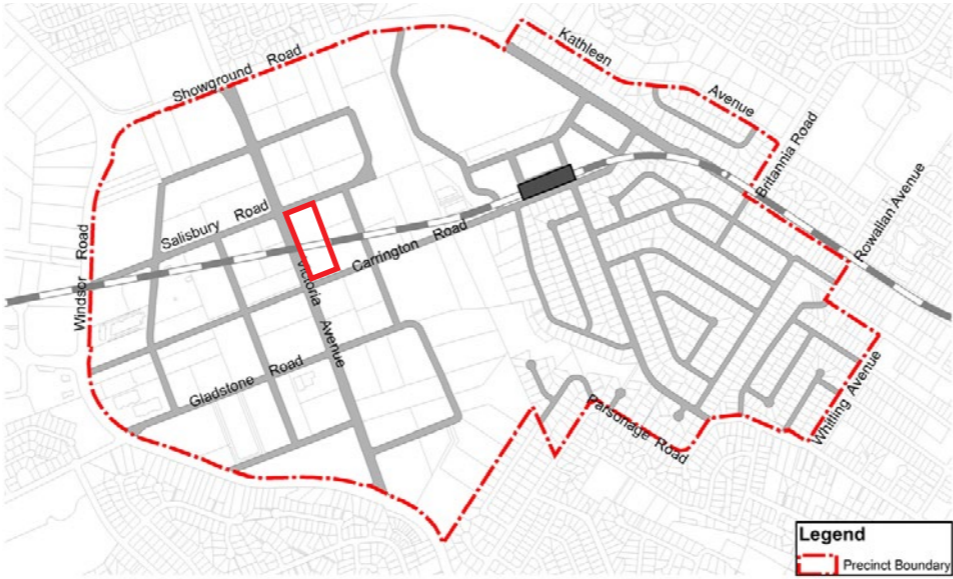 Kathleen
Avenue
Showground Road
Britannia Road
Rowallan Avenue
Salisbury Road
Windsor Road
Carrington Road
Victoria Avenue
Gladstone Road
Parsonage Road
Whitling Avenue
Legend
Precinct Boundary